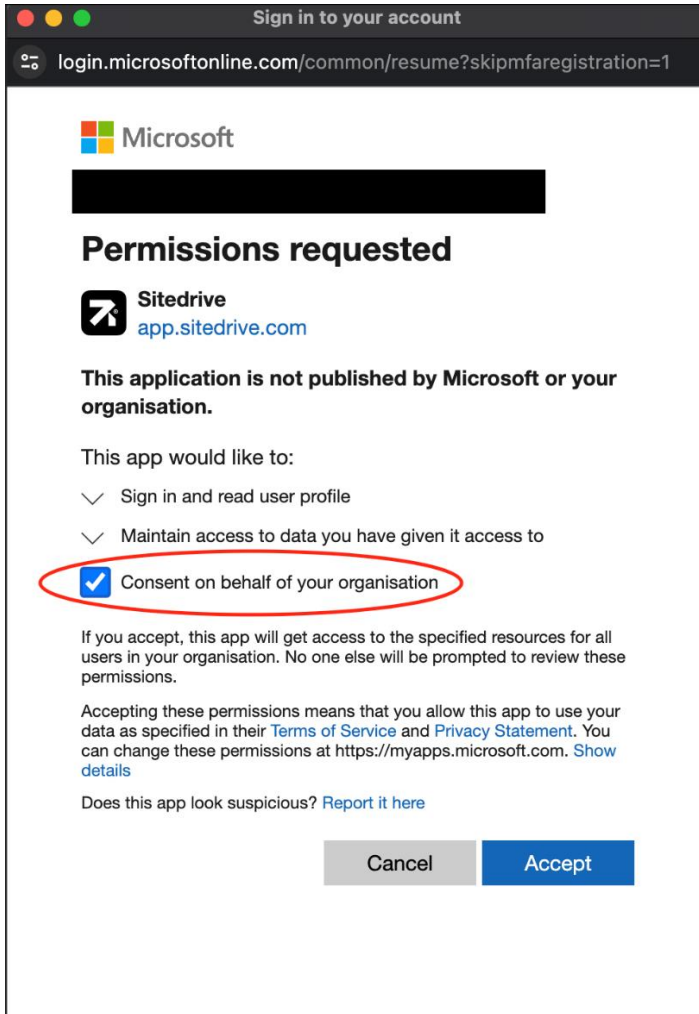 Sign in to your account
login.microsoftonline.com/common/resume?skipmfaregistration=1
Microsoft
Permissions requested
Sitedrive
app.sitedrive.com
This application is not published by Microsoft or your
organisation.
This app would like to:
Sign in and read user profile
Maintain access to data you have given it access to
Consent on behalf of your organisation
If you accept, this app will get access to the specified resources for all
users in your organisation. No one else will be prompted to review these
permissions.
Accepting these permissions means that you allow this app to use your
data as specified in their Terms of Service and Privacy Statement. You
can change these permissions at https://myapps.microsoft.com. Show
details
Does this app look suspicious? Report it here
Cancel
Accept